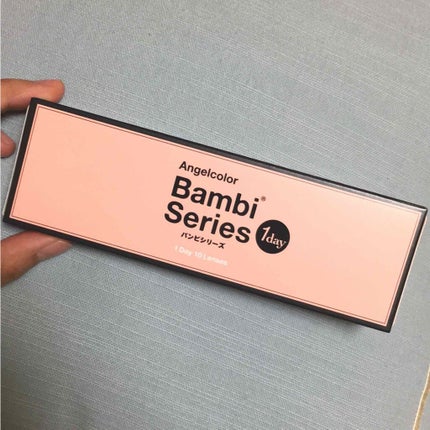 Angelcolor
Bambi®
Series 1day
バンビシリーズ
1 Day 10 Lenses